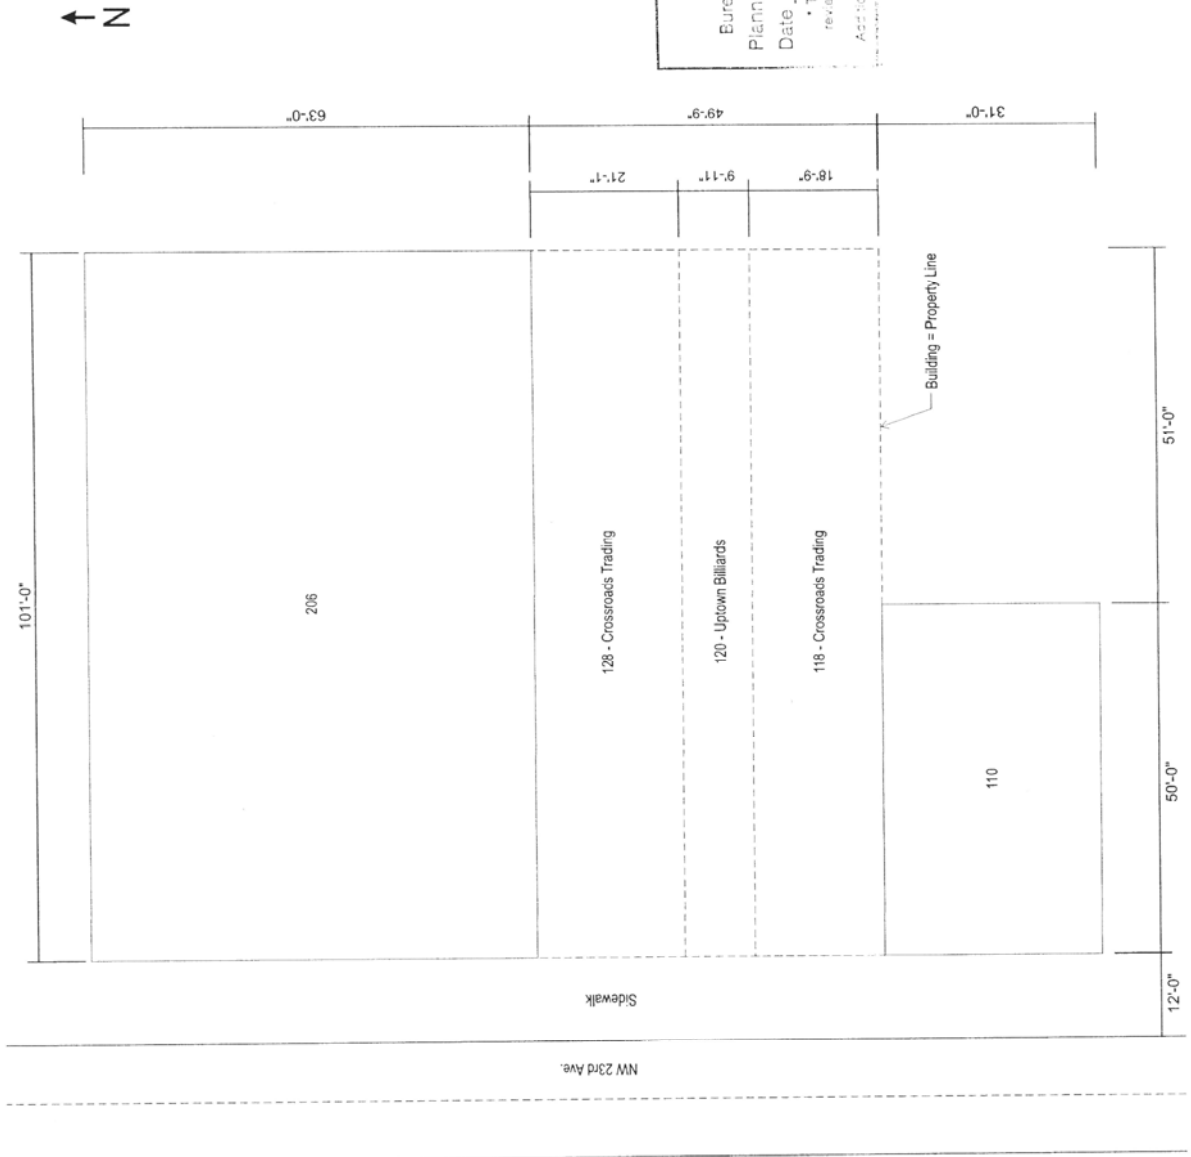 N
Bure
Plann
Date
63'-0"
49'-9"
31'-0"
21'-1"
9'-11"
18'-9"
101'-0"
206
128 - Crossroads Trading
120 - Uptown Billiards
118 - Crossroads Trading
Building = Property Line
110
51'-0"
50'-0"
12'-0"
Sidewalk
NW 23rd Ave.